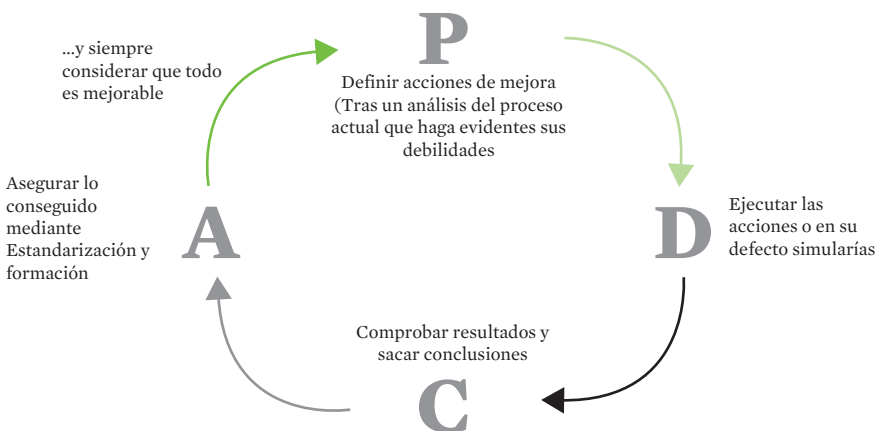 P
Definir acciones de mejora
(Tras un análisis del proceso
actual que haga evidentes sus
debilidades
D
Ejecutar las
acciones o en su
defecto simularías
Comprobar resultados y
sacar conclusiones
C
A
Asegurar lo
conseguido
mediante
Estandarización y
formación
...y siempre
considerar que todo
es mejorable